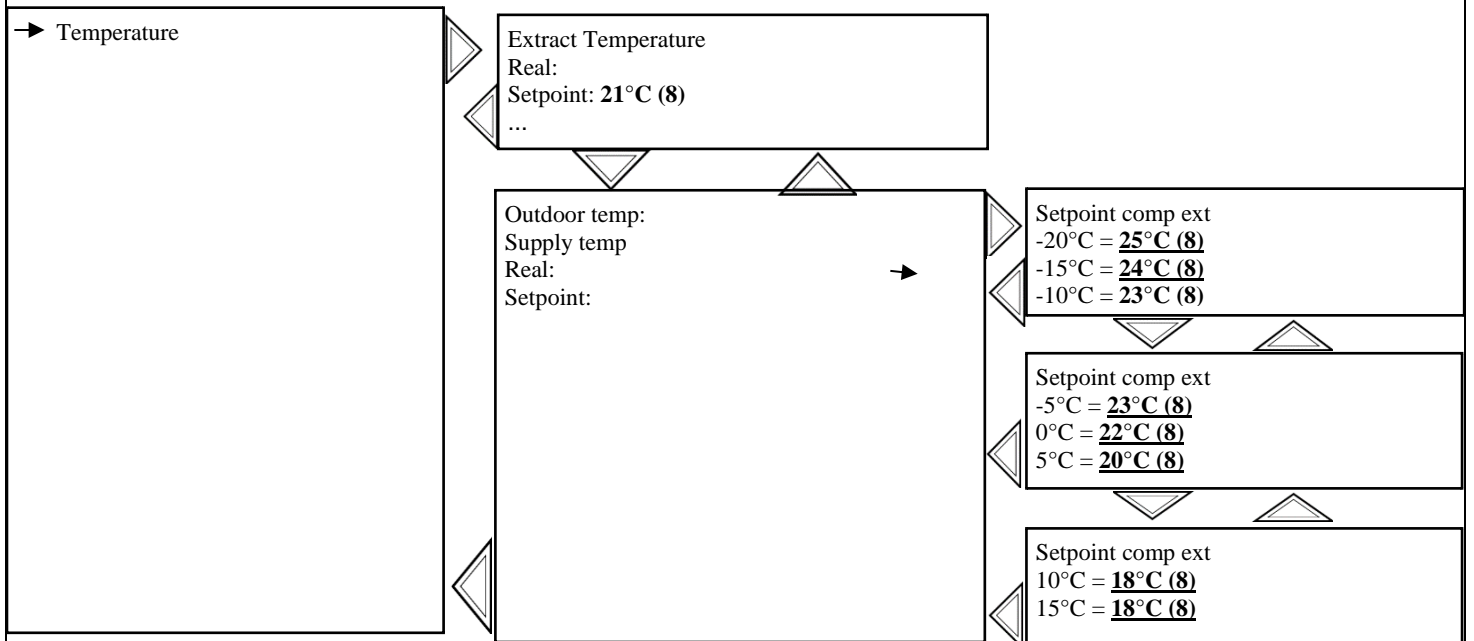 Temperature
Extract Temperature
Real:
Setpoint: 21°C (8)
...
Outdoor temp:
Supply temp
Real:
Setpoint:
Setpoint comp ext
-20°C = 25°C (8)
-15°C = 24°C (8)
-10°C = 23°C (8)
Setpoint comp ext
-5°C = 23°C (8)
0°C = 22°C (8)
5°C = 20°C (8)
Setpoint comp ext
10°C = 18°C (8)
15°C = 18°C (8)